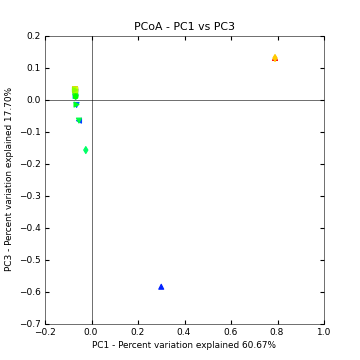 PCoA - PC1 vs PC3
0.2
0.1
0.0
−0.1
−0.2
−0.3
−0.4
−0.5
−0.6
−0.7
PC3 - Percent variation explained 17.70%
−0.2 0.0 0.2 0.4 0.6 0.8 1.0
PC1 - Percent variation explained 60.67%